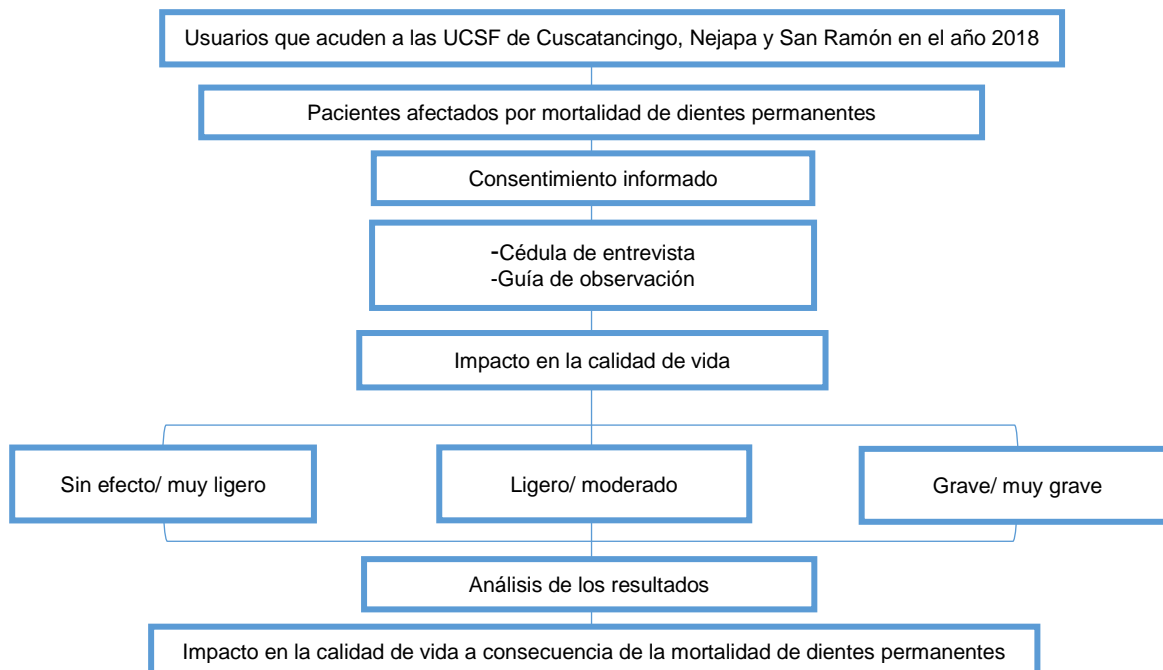 Usuarios que acuden a las UCSF de Cuscatancingo, Nejapa y San Ramón en el año 2018
Pacientes afectados por mortalidad de dientes permanentes
Consentimiento informado
-Cédula de entrevista
-Guía de observación
Impacto en la calidad de vida
Sin efecto/ muy ligero
Ligero/ moderado
Grave/ muy grave
Análisis de los resultados
Impacto en la calidad de vida a consecuencia de la mortalidad de dientes permanentes